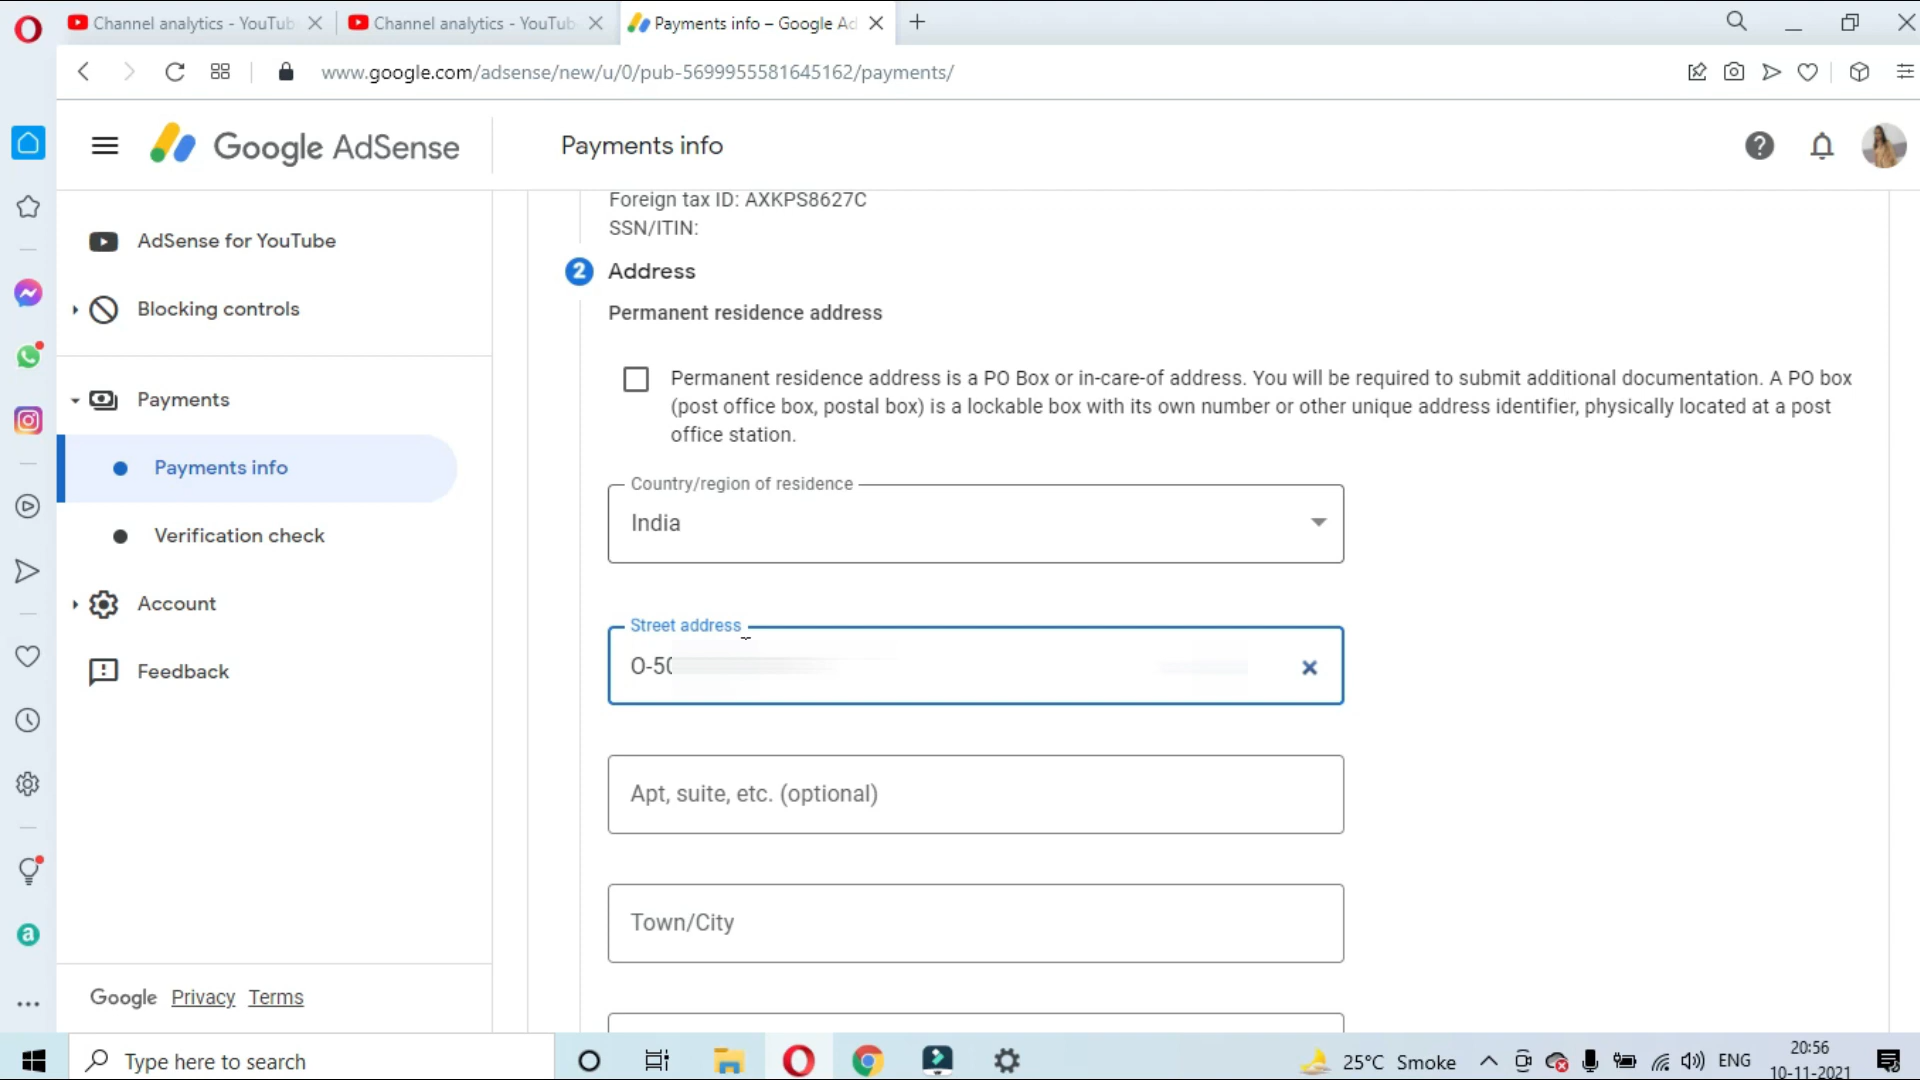 Channel analytics - YouTub
Channel analytics - YouTub
Payments info – Google Ad
www.google.com/adsense/new/u/0/pub-5699955581645162/payments/
Google AdSense
Payments info
AdSense for YouTube
Blocking controls
Payments
Payments info
Verification check
Account
Feedback
Google Privacy Terms
Foreign tax ID: AXKPS8627C
SSN/ITIN:
2 Address
Permanent residence address
Permanent residence address is a PO Box or in-care-of address. You will be required to submit additional documentation. A PO box
(post office box, postal box) is a lockable box with its own number or other unique address identifier, physically located at a post
office station.
Country/region of residence
India
Street address
O-50
Apt, suite, etc. (optional)
Town/City
Type here to search
25°C Smoke
ENG
20:56
10-11-2021